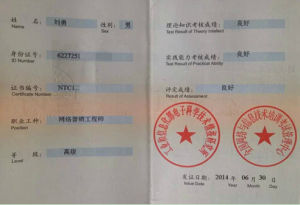 姓 名 刘勇 性别: 男
Name Sex
身份证号: 622T251
ID Number
证书编号: NTC1
Certificate Number
职业工种: 网络营销工程师
Position
等 级: 高级
Level
理论知识考核成绩: 良好
Test Result of Theory Intellect
实践能力考核成绩: 良好
Test Result of Practical Ability
评定成绩: 良好
Result of Assessment
发证日期: 2014 年 06 月 30 日
Value Date Year Month Day